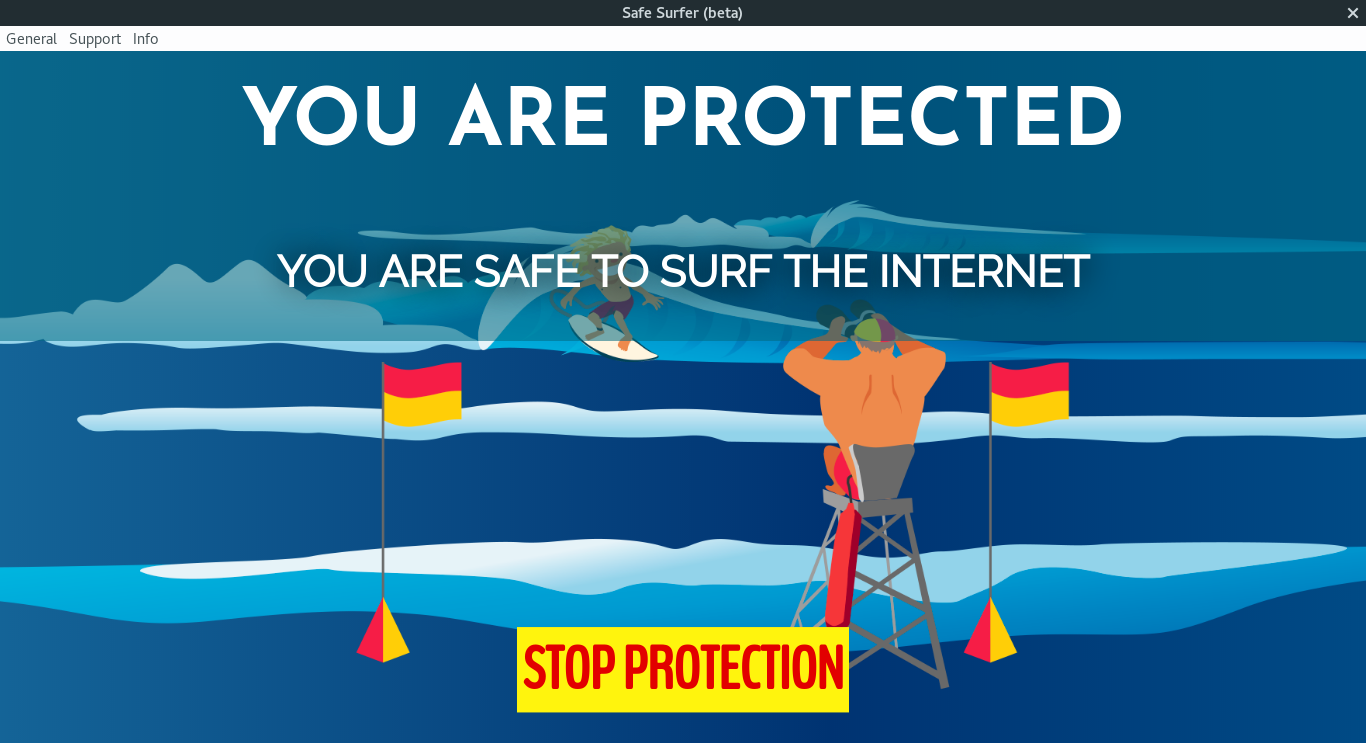 Safe Surfer (beta)
General Support Info
YOU ARE PROTECTED
YOU ARE SAFE TO SURF THE INTERNET
STOP PROTECTION